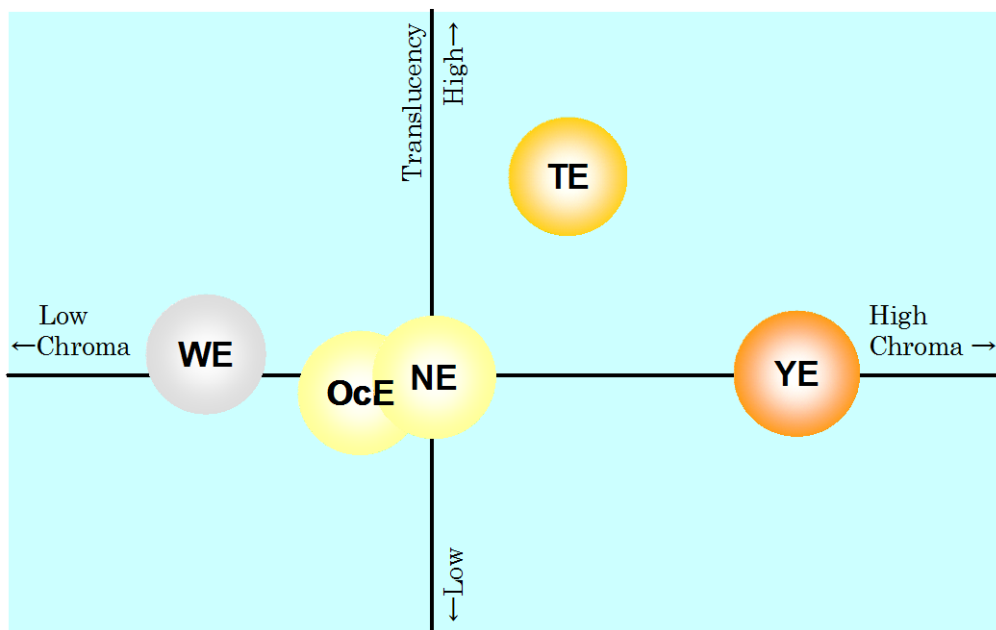 Translucency
High→
TE
Low
←Chroma
High
Chroma→
WE
OcE
NE
YE
←Low